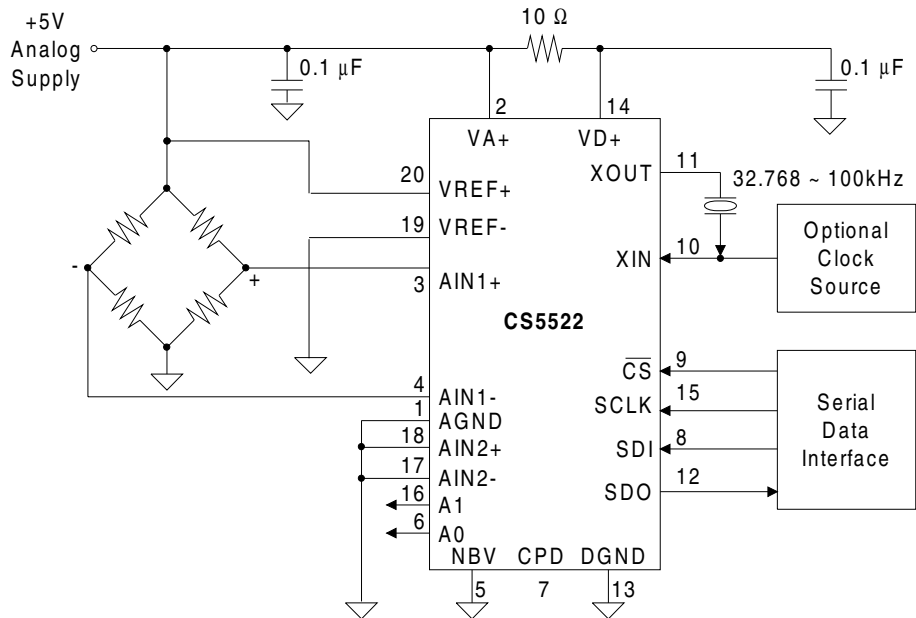 +5V
Analog
Supply
10 Ω
0.1 µF
0.1 µF
2
14
VA+
VD+
20
VREF+
19
VREF-
3
AIN1+
-
+
CS5522
XOUT
11
32.768 ~ 100kHz
XIN
10
Optional
Clock
Source
4
AIN1-
1
AGND
18
AIN2+
17
AIN2-
16
A1
6
A0
CS
9
SCLK
15
SDI
8
SDO
12
Serial
Data
Interface
NBV
CPD
DGND
5
7
13